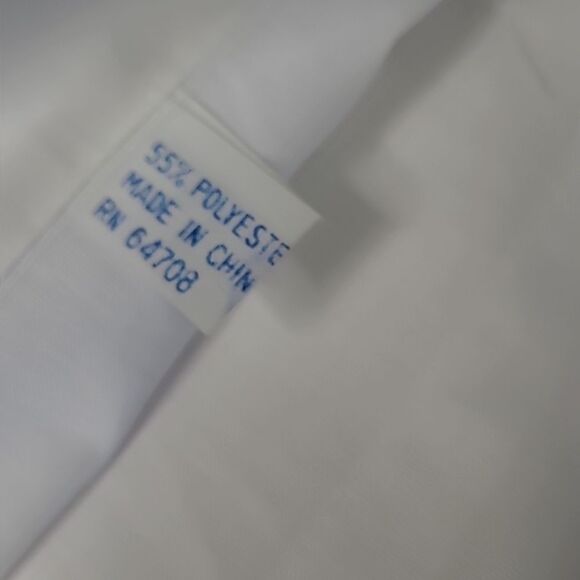 55% POLYESTE
MADE IN CHIN
RN 64708